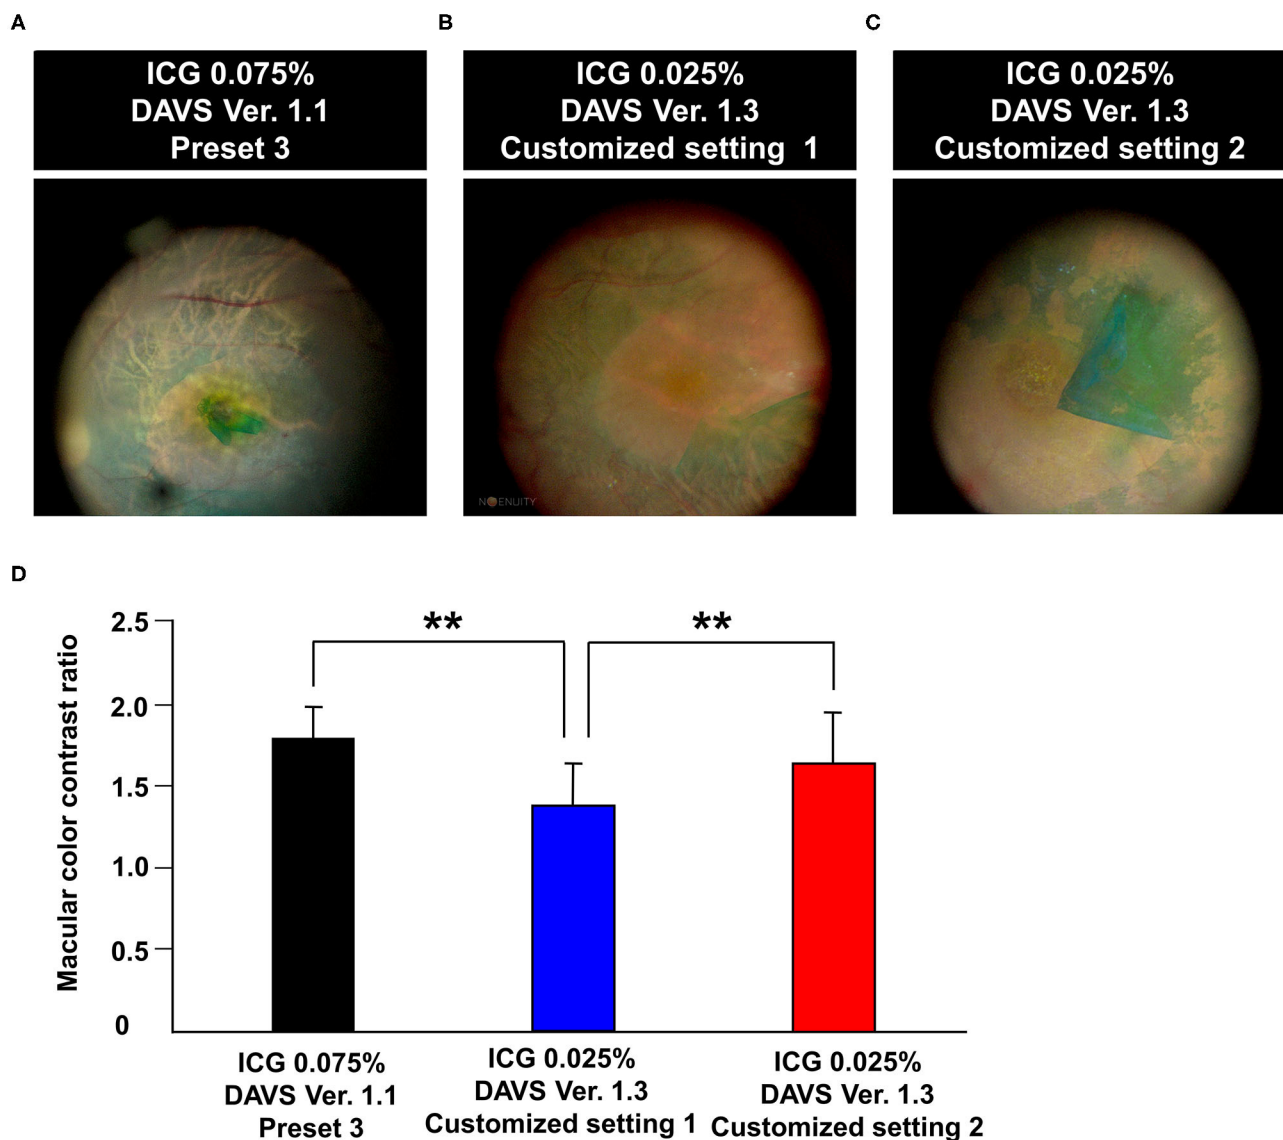 A
B
C
ICG 0.075%
DAVS Ver. 1.1
Preset 3
ICG 0.025%
DAVS Ver. 1.3
Customized setting 1
ICG 0.025%
DAVS Ver. 1.3
Customized setting 2
D
Macular color contrast ratio
2.5
2.0
1.5
1.0
0.5
0
**
**
ICG 0.075%
DAVS Ver. 1.1
Preset 3
ICG 0.025%
DAVS Ver. 1.3
Customized setting 1
ICG 0.025%
DAVS Ver. 1.3
Customized setting 2